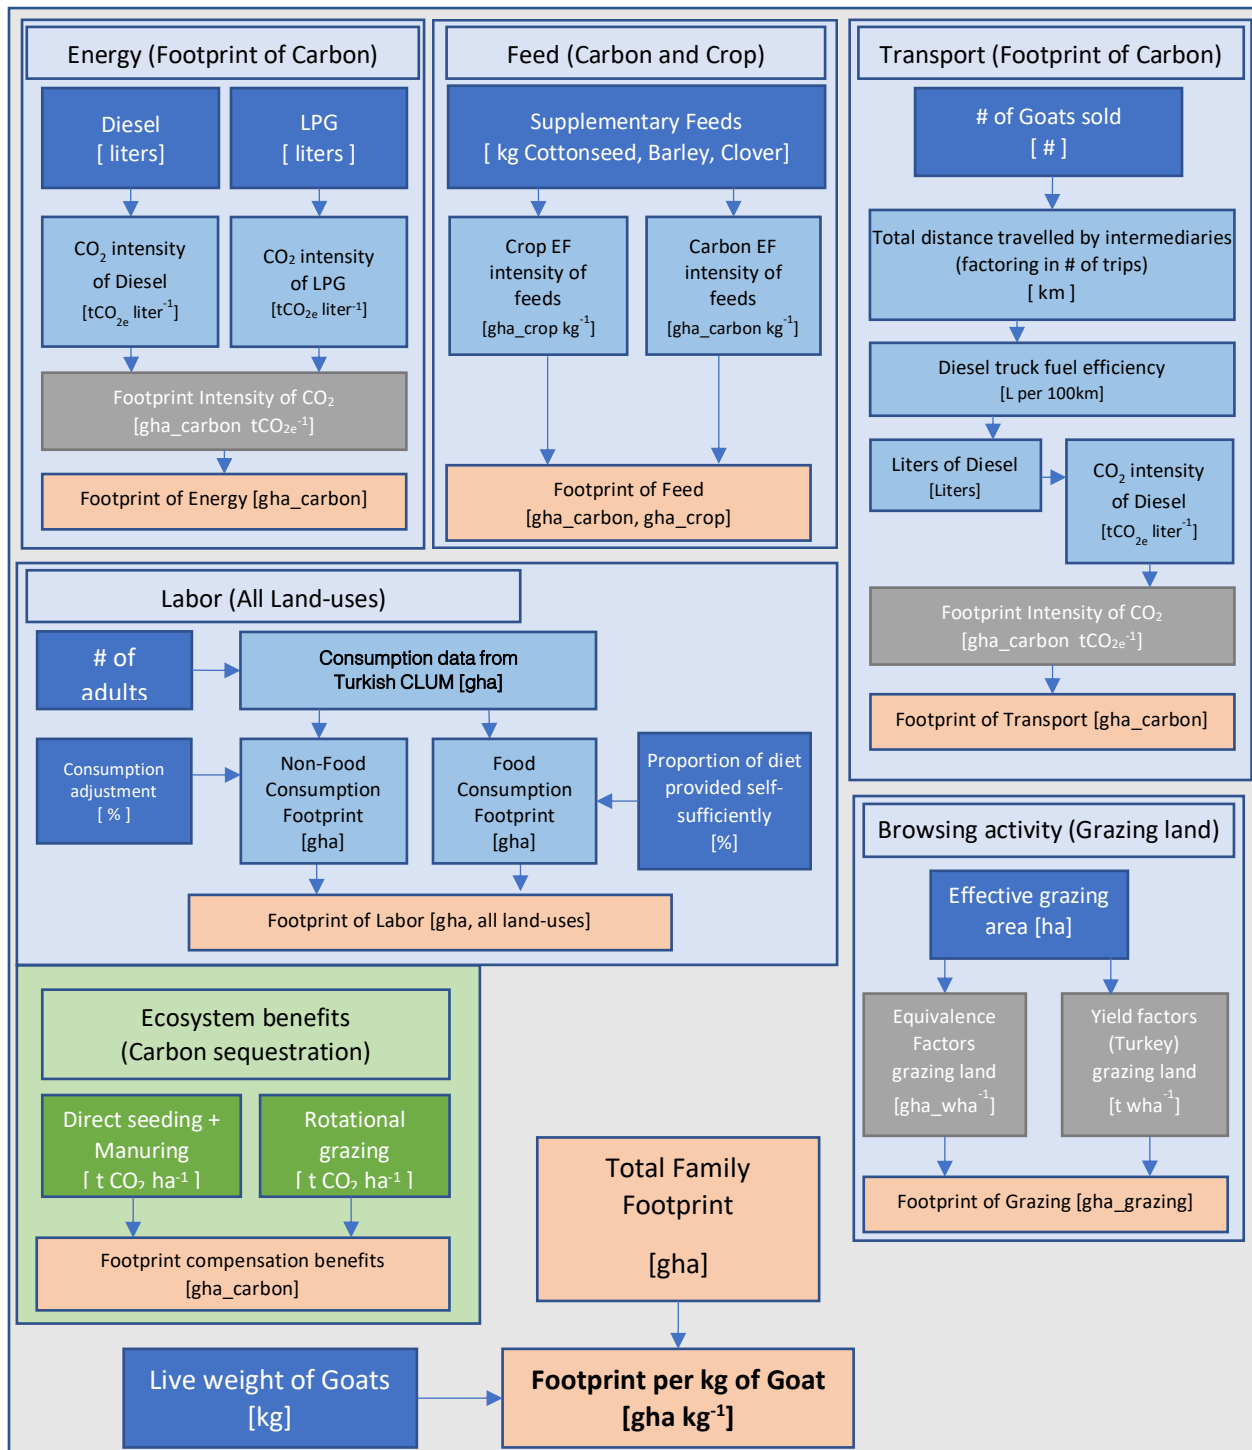 Energy (Footprint of Carbon)
Diesel
[ liters]
LPG
[ liters ]
CO₂ intensity
of Diesel
[tCO₂ₑ liter⁻¹]
CO₂ intensity
of LPG
[tCO₂ₑ liter⁻¹]
Footprint Intensity of CO₂
[gha_carbon tCO₂ₑ⁻¹]
Footprint of Energy [gha_carbon]
Feed (Carbon and Crop)
Supplementary Feeds
[ kg Cottonseed, Barley, Clover]
Crop EF
intensity of
feeds
[gha_crop kg⁻¹]
Carbon EF
intensity of
feeds
[gha_carbon kg⁻¹]
Footprint of Feed
[gha_carbon, gha_crop]
Transport (Footprint of Carbon)
# of Goats sold
[ # ]
Total distance travelled by intermediaries
(factoring in # of trips)
[ km ]
Diesel truck fuel efficiency
[L per 100km]
Liters of Diesel
[Liters]
CO₂ intensity
of Diesel
[tCO₂ₑ liter⁻¹]
Footprint Intensity of CO₂
[gha_carbon tCO₂ₑ⁻¹]
Footprint of Transport [gha_carbon]
Labor (All Land-uses)
# of
adults
Consumption data from
Turkish CLUM [gha]
Consumption
adjustment
[ % ]
Non-Food
Consumption
Footprint
[gha]
Food
Consumption
Footprint
[gha]
Proportion of diet
provided self-
sufficiently
[%]
Footprint of Labor [gha, all land-uses]
Browsing activity (Grazing land)
Effective grazing
area [ha]
Equivalence
Factors
grazing land
[gha_wha⁻¹]
Yield factors
(Turkey)
grazing land
[t wha⁻¹]
Footprint of Grazing [gha_grazing]
Ecosystem benefits
(Carbon sequestration)
Direct seeding +
Manuring
[ t CO₂ ha⁻¹ ]
Rotational
grazing
[ t CO₂ ha⁻¹ ]
Footprint compensation benefits
[gha_carbon]
Total Family
Footprint
[gha]
Live weight of Goats
[kg]
Footprint per kg of Goat
[gha kg⁻¹]